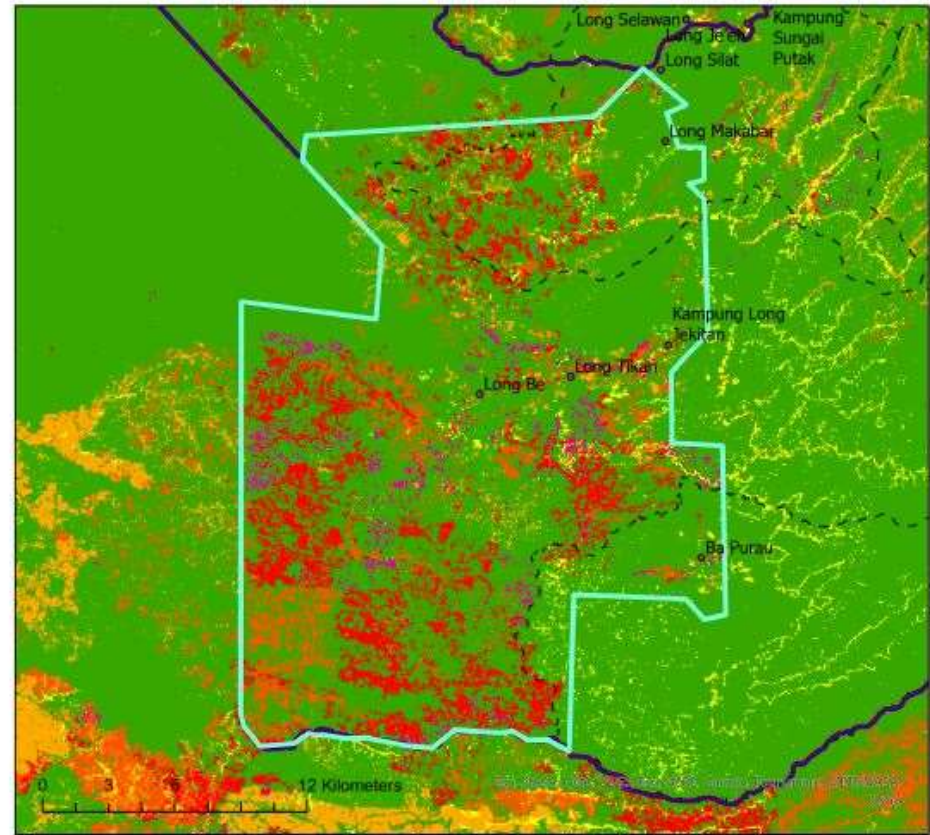 Long Selawan
Kampung
Sungai
Putak
Long Je'eh
Long Silat
Long Makabar
Kampung Long
Jekitan
Long Tikan
Long Be
Ba Purau
0 3 6 12 Kilometers